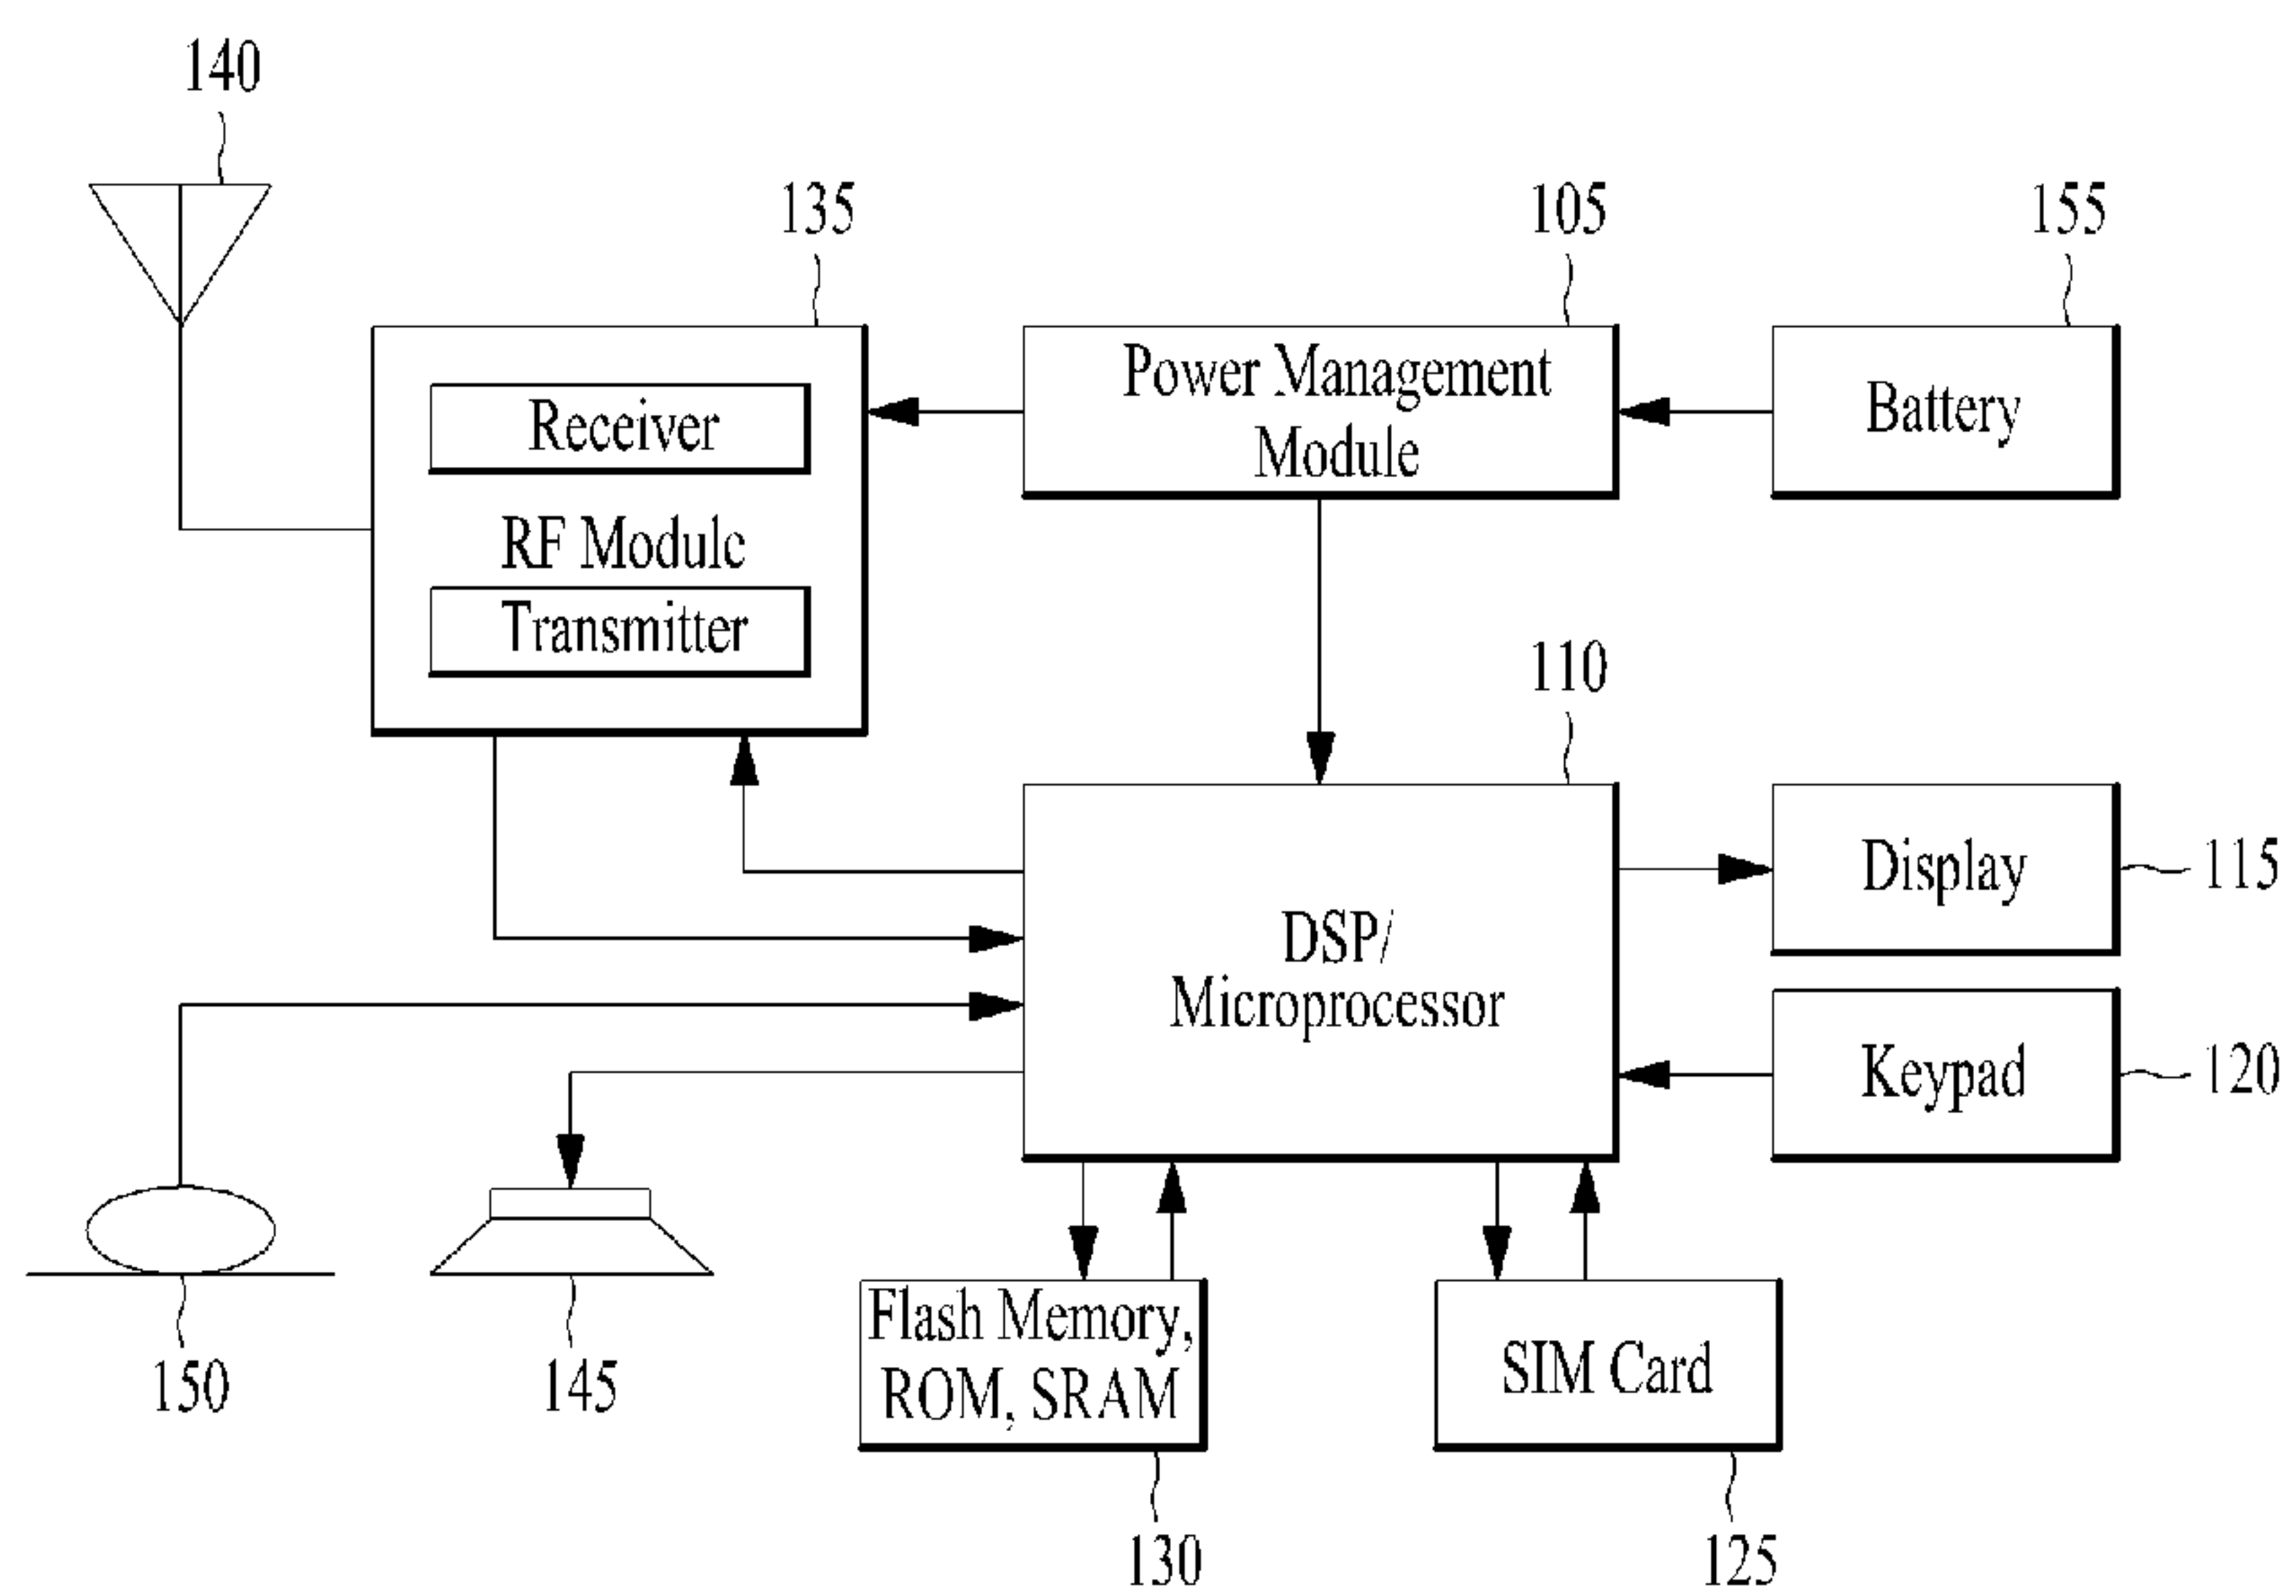 140
135
105
155
Receiver
RF Module
Transmitter
Power Management
Module
Battery
110
DSP/
Microprocessor
Display
115
Keypad
120
150
145
Flash Memory,
ROM, SRAM
SIM Card
130
125